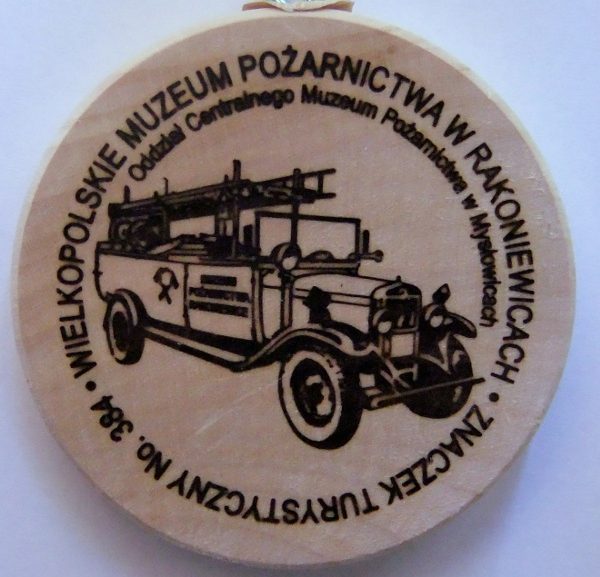 WIELKOPOLSKIE MUZEUM POŻARNICTWA W RAKONIEWICACH
Oddział Centralnego Muzeum Pożarnictwa w Mysłowicach
• ZNACZEK TURYSTYCZNY No. 384 •